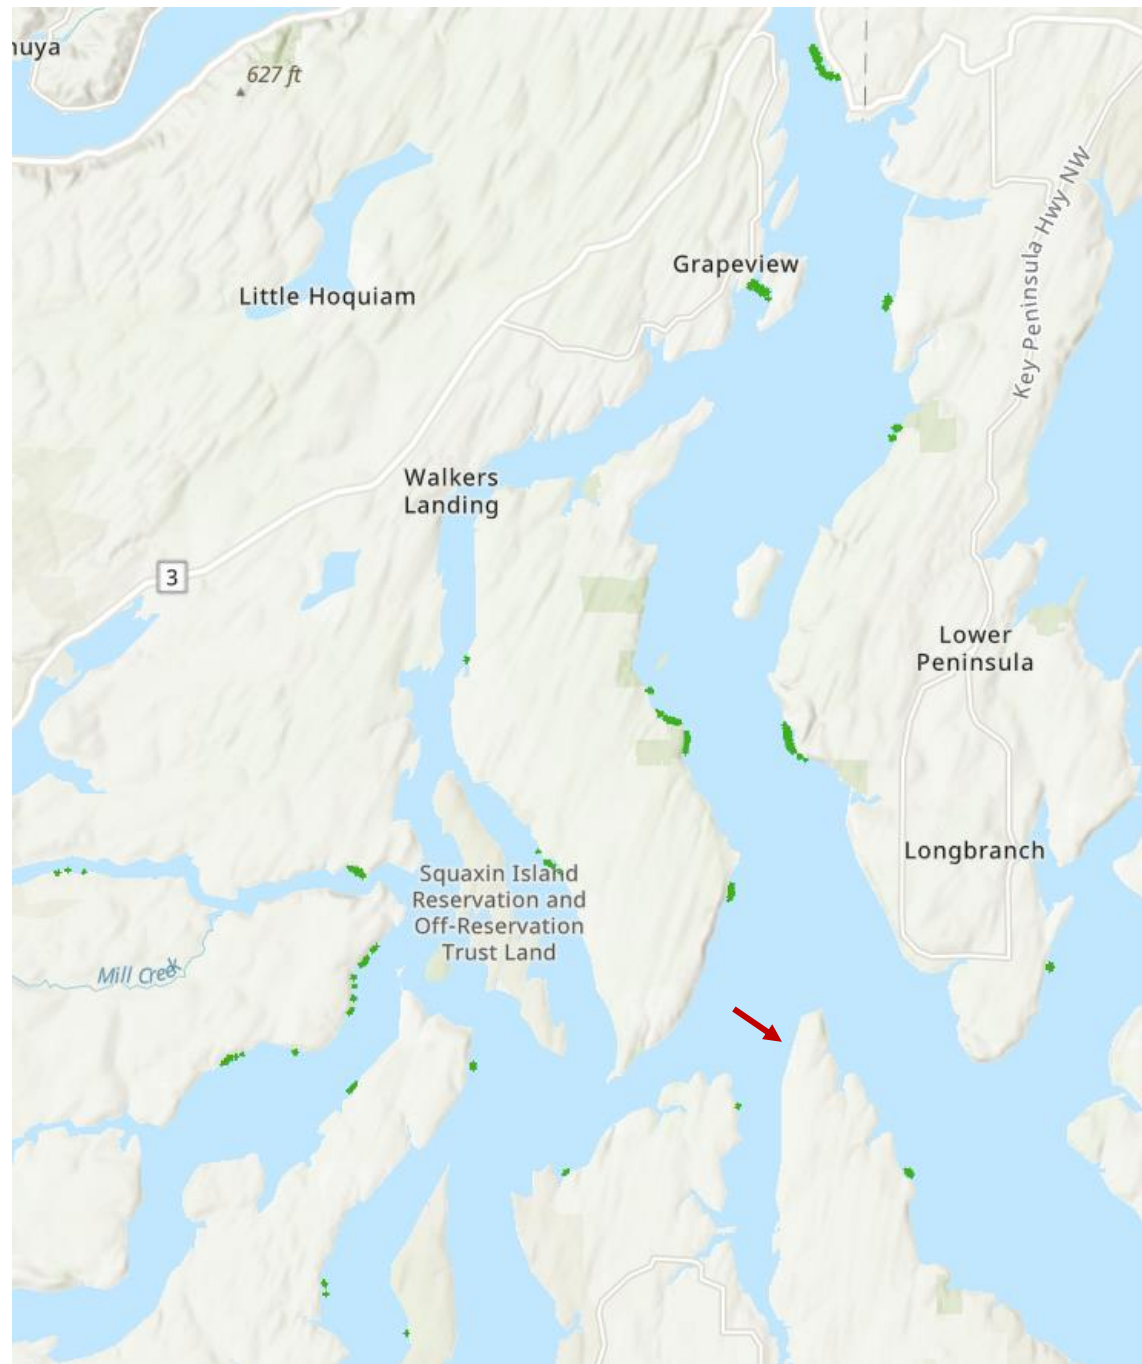 nuya
627 ft
Key Peninsula Hwy NW
Grapeview
Little Hoquiam
Walkers
Landing
3
Lower
Peninsula
Longbranch
Squaxin Island
Reservation and
Off-Reservation
Trust Land
Mill Creek